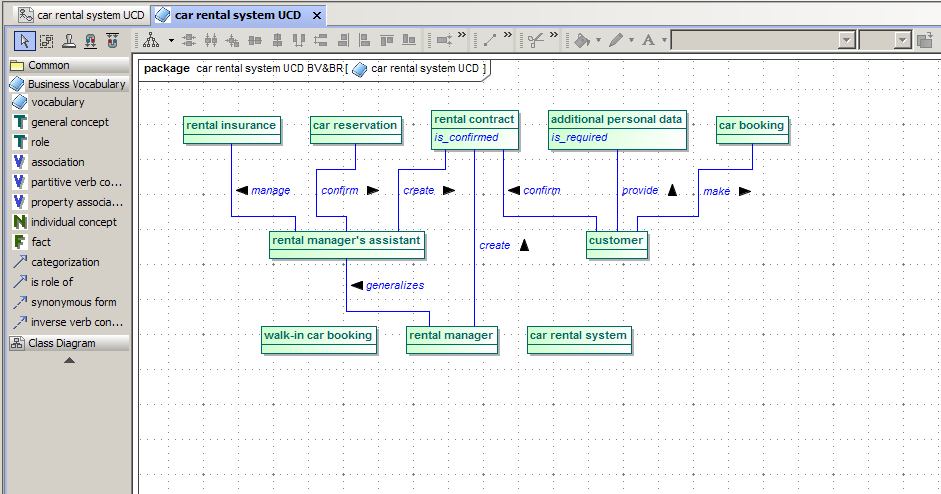 car rental system UCD
car rental system UCD
Common
Business Vocabulary
vocabulary
general concept
role
association
partitive verb co...
property associa...
individual concept
fact
categorization
is role of
synonymous form
inverse verb con...
Class Diagram
package car rental system UCD BV&BR [ car rental system UCD ]
rental insurance
car reservation
rental contract
is_confirmed
additional personal data
is_required
car booking
manage
confirm
create
confirm
provide
make
rental manager's assistant
create
customer
generalizes
walk-in car booking
rental manager
car rental system